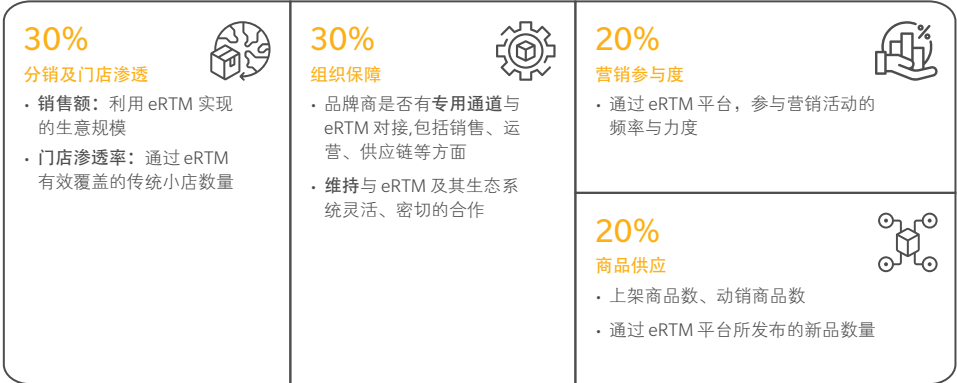 30%
分销及门店渗透
• 销售额：利用 eRTM 实现
的生意规模
• 门店渗透率：通过 eRTM
有效覆盖的传统小店数量
30%
组织保障
• 品牌商是否有专用通道与
eRTM 对接,包括销售、运
营、供应链等方面
• 维持与 eRTM 及其生态系
统灵活、密切的合作
20%
营销参与度
• 通过 eRTM 平台，参与营销活动的
频率与力度
20%
商品供应
• 上架商品数、动销商品数
• 通过 eRTM 平台所发布的新品数量
%